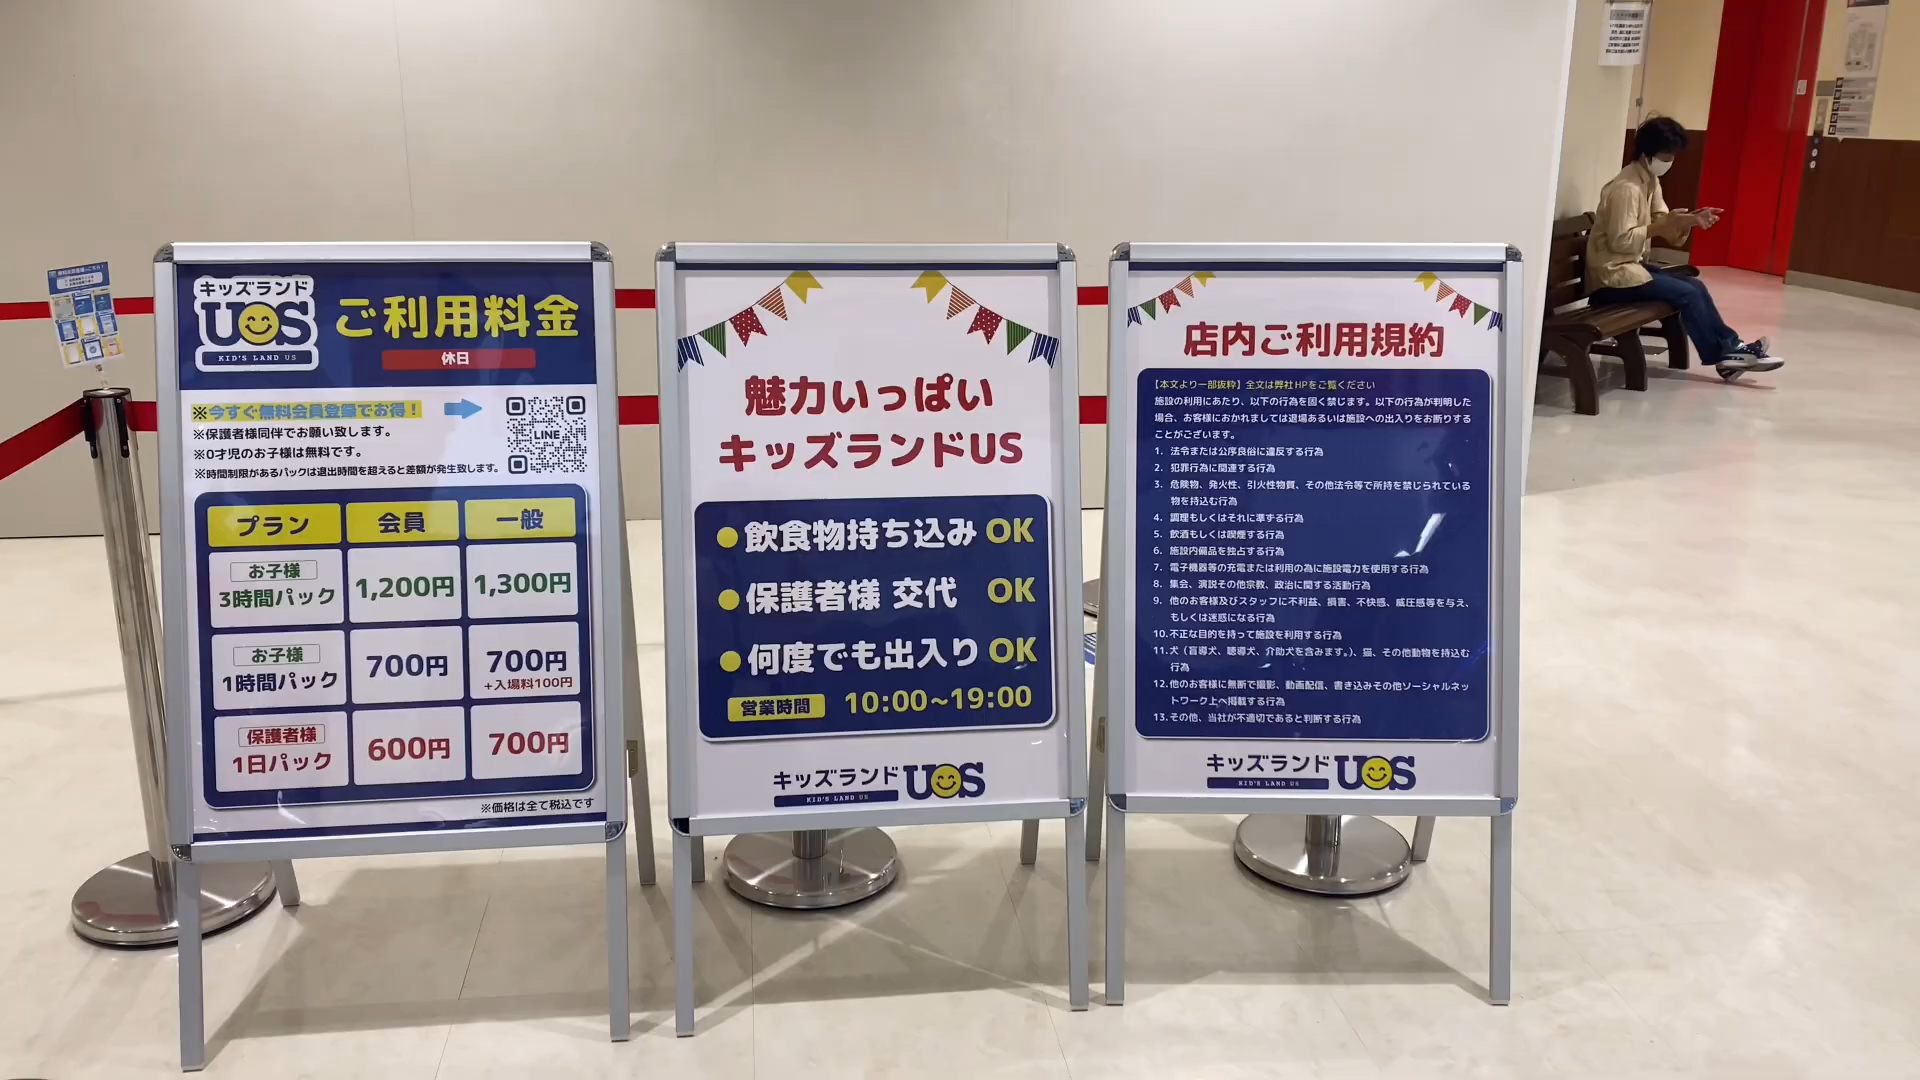 キッズランド
US
KID'S LAND US
ご利用料金
休日
※今すぐ無料会員登録でお得！
LINE
※保護者様同伴でお願い致します。
※0才児のお子様は無料です。
※時間制限があるパックは退出時間を超えると差額が発生致します。
プラン 会員 一般
お子様
3時間パック 1,200円 1,300円
お子様
1時間パック 700円 700円
+入場料100円
保護者様
1日パック 600円 700円
※価格は全て税込です
魅力いっぱい
キッズランドUS
●飲食物持ち込み OK
●保護者様 交代 OK
●何度でも出入り OK
営業時間 10:00~19:00
キッズランド US
KID'S LAND US
店内ご利用規約
【本文より一部抜粋】全文は弊社HPをご覧ください
施設の利用にあたり、以下の行為を固く禁じます。以下の行為が判明した
場合、お客様におかれましては退場あるいは施設への出入りをお断りする
ことがございます。
1. 法令または公序良俗に違反する行為
2. 犯罪行為に関連する行為
3. 危険物、発火性、引火性物質、その他法令等で所持を禁じられている
物を持込む行為
4. 調理もしくはそれに準ずる行為
5. 飲酒もしくは喫煙する行為
6. 施設内備品を独占する行為
7. 電子機器等の充電または利用の為に施設電力を使用する行為
8. 集会、演説その他宗教、政治に関する活動行為
9. 他のお客様及びスタッフに不利益、損害、不快感、威圧感等を与え、
もしくは迷惑になる行為
10.不正な目的を持って施設を利用する行為
11.犬（盲導犬、聴導犬、介助犬を含みます。）、猫、その他動物を持込む
行為
12.他のお客様に無断で撮影、動画配信、書き込みその他ソーシャルネッ
トワーク上へ掲載する行為
13.その他、当社が不適切であると判断する行為
キッズランド US
KID'S LAND US